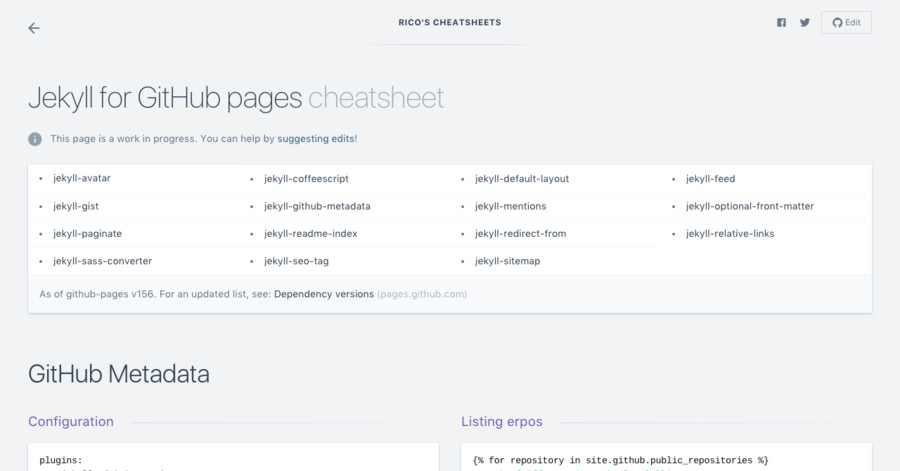 RICO'S CHEATSHEETS
Edit
Jekyll for GitHub pages cheatsheet
This page is a work in progress. You can help by suggesting edits!
jekyll-avatar jekyll-coffeescript jekyll-default-layout jekyll-feed
jekyll-gist jekyll-github-metadata jekyll-mentions jekyll-optional-front-matter
jekyll-paginate jekyll-readme-index jekyll-redirect-from jekyll-relative-links
jekyll-sass-converter jekyll-seo-tag jekyll-sitemap
As of github-pages v156. For an updated list, see: Dependency versions (pages.github.com)
GitHub Metadata
Configuration Listing erpos
plugins: {% for repository in site.github.public_repositories %}